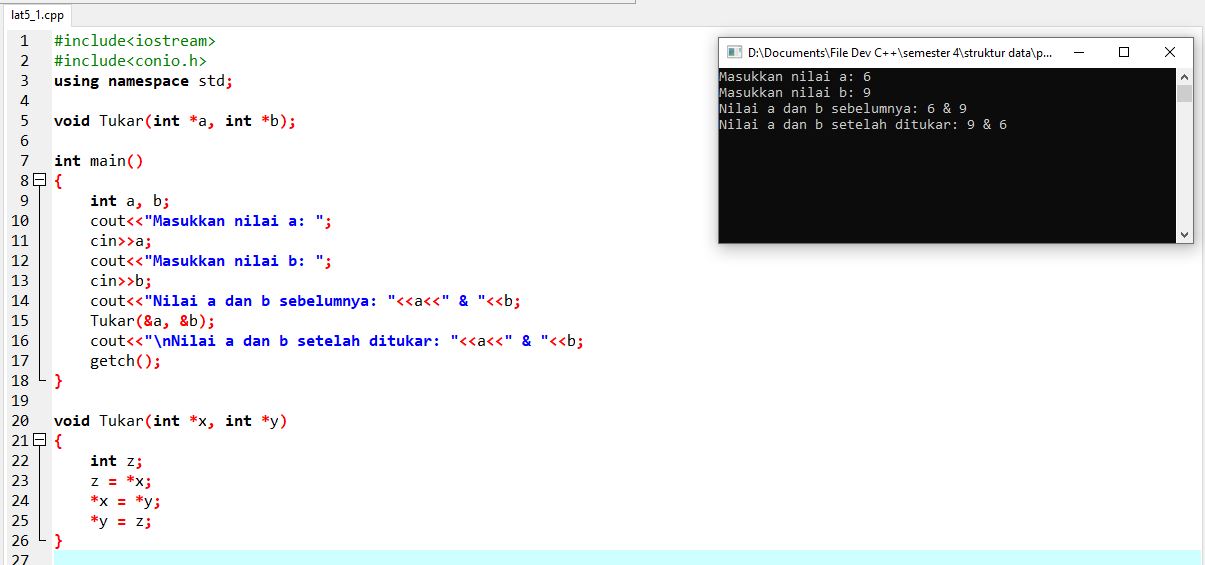 lat5_1.cpp
1 #include<iostream>
2 #include<conio.h>
3 using namespace std;
4
5 void Tukar(int *a, int *b);
6
7 int main()
8 {
9 int a, b;
10 cout<<"Masukkan nilai a: ";
11 cin>>a;
12 cout<<"Masukkan nilai b: ";
13 cin>>b;
14 cout<<"Nilai a dan b sebelumnya: "<<a<<" & "<<b;
15 Tukar(&a, &b);
16 cout<<"\nNilai a dan b setelah ditukar: "<<a<<" & "<<b;
17 getch();
18 }
19
20 void Tukar(int *x, int *y)
21 {
22 int z;
23 z = *x;
24 *x = *y;
25 *y = z;
26 }
27
D:\Documents\File Dev C++\semester 4\struktur data\p...
Masukkan nilai a: 6
Masukkan nilai b: 9
Nilai a dan b sebelumnya: 6 & 9
Nilai a dan b setelah ditukar: 9 & 6